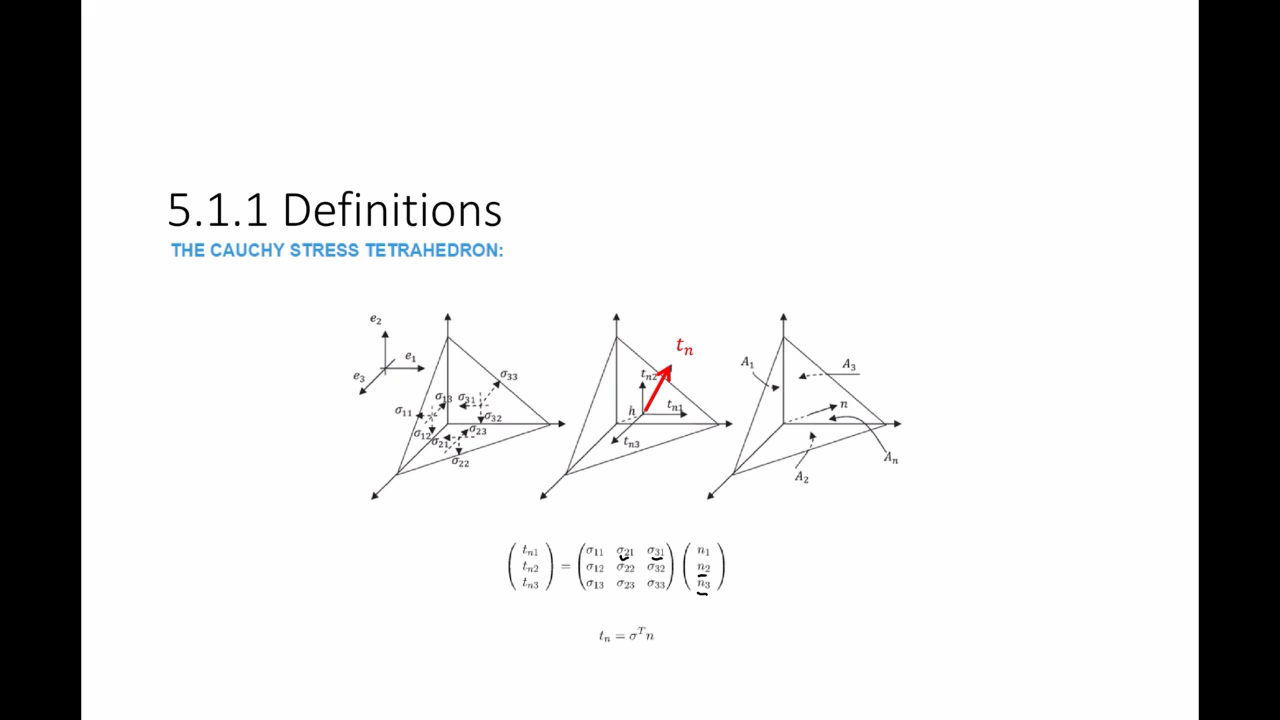 5.1.1 Definitions
THE CAUCHY STRESS TETRAHEDRON:
e₂
e₁
e₃
σ₃₃
σ₁₃ σ₃₁
σ₁₁
σ₃₂
σ₁₂ σ₂₁ σ₂₃
σ₂₂
tₙ
tₙ₂
h tₙ₁
tₙ₃
A₁ A₃
n
Aₙ
A₂
( tₙ₁ ) = ( σ₁₁ σ₂₁ σ₃₁ ) ( n₁ )
( tₙ₂ ) ( σ₁₂ σ₂₂ σ₃₂ ) ( n₂ )
( tₙ₃ ) ( σ₁₃ σ₂₃ σ₃₃ ) ( n₃ )
tₙ = σᵀn